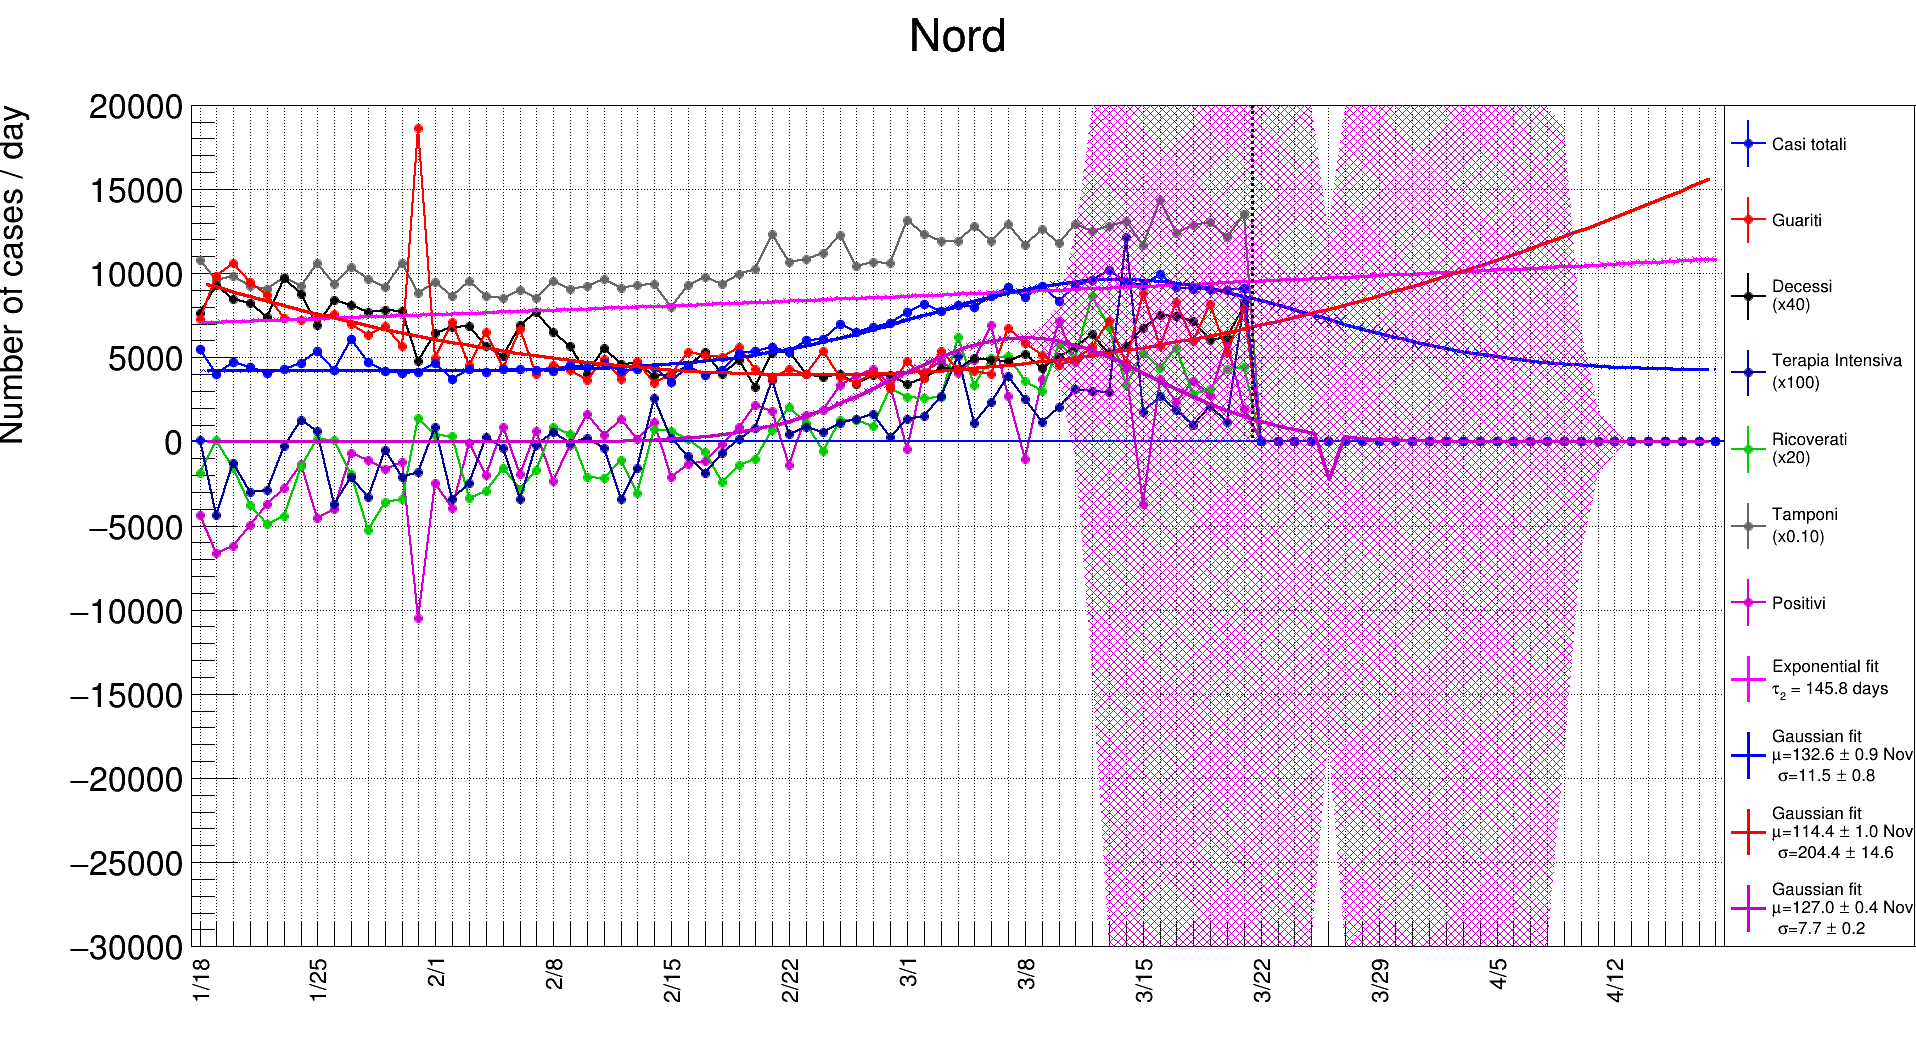 Nord
Number of cases / day
20000
15000
10000
5000
0
−5000
−10000
−15000
−20000
−25000
−30000
1/18
1/25
2/1
2/8
2/15
2/22
3/1
3/8
3/15
3/22
3/29
4/5
4/12
Casi totali
Guariti
Decessi
(x40)
Terapia Intensiva
(x100)
Ricoverati
(x20)
Tamponi
(x0.10)
Positivi
Exponential fit
τ2 = 145.8 days
Gaussian fit
μ=132.6 ± 0.9 Nov
σ=11.5 ± 0.8
Gaussian fit
μ=114.4 ± 1.0 Nov
σ=204.4 ± 14.6
Gaussian fit
μ=127.0 ± 0.4 Nov
σ=7.7 ± 0.2